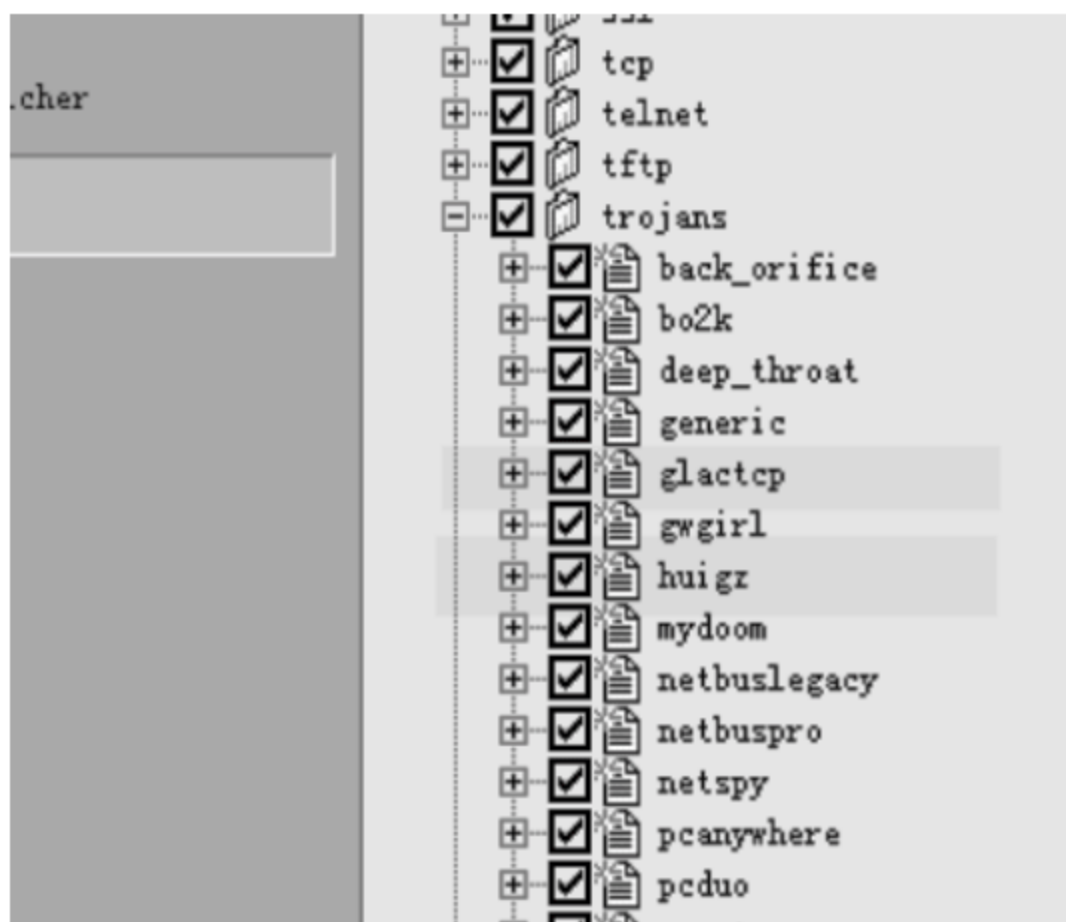 .cher
tcp
telnet
tftp
trojans
back_orifice
bo2k
deep_throat
generic
glactcp
gwgirl
huigz
mydoom
netbuslegacy
netbuspro
netspy
pcanywhere
pcduo